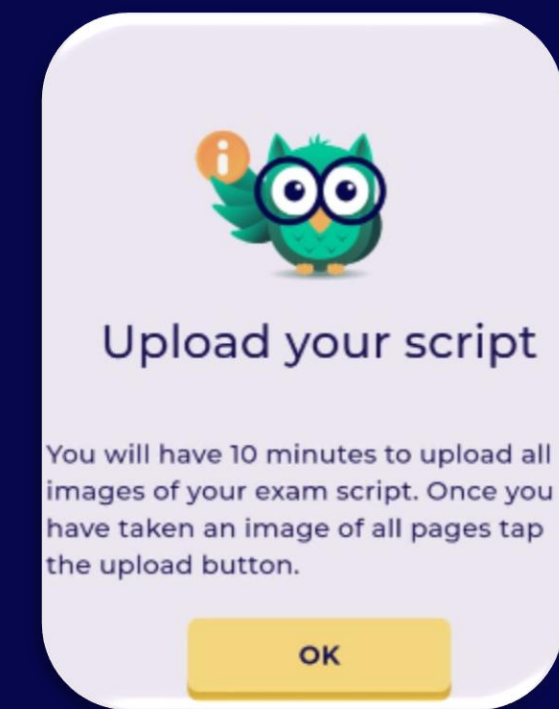 i
Upload your script
You will have 10 minutes to upload all
images of your exam script. Once you
have taken an image of all pages tap
the upload button.
OK